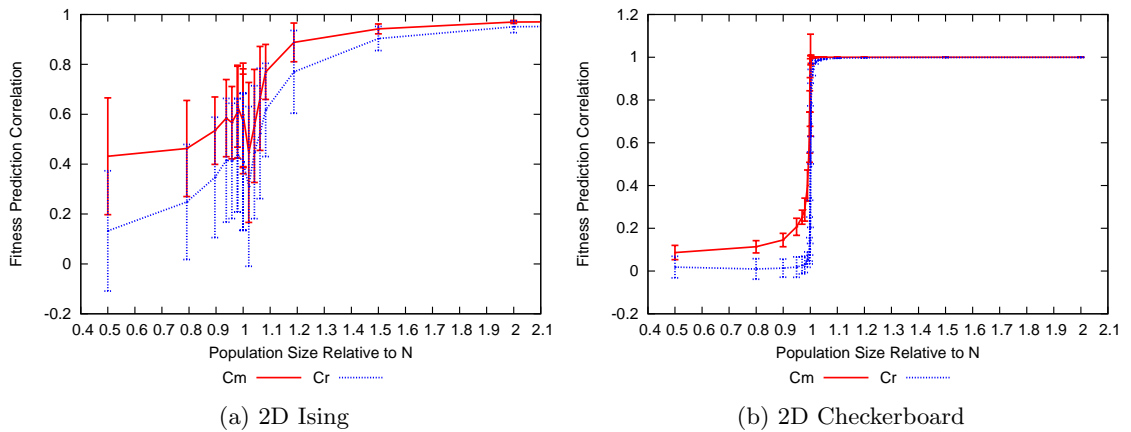 1
0.8
0.6
0.4
0.2
0
-0.2
Fitness Prediction Correlation
0.4 0.5 0.6 0.7 0.8 0.9 1 1.1 1.2 1.3 1.4 1.5 1.6 1.7 1.8 1.9 2 2.1
Population Size Relative to N
Cm Cr
(a) 2D Ising
1.2
1
0.8
0.6
0.4
0.2
0
-0.2
Fitness Prediction Correlation
0.4 0.5 0.6 0.7 0.8 0.9 1 1.1 1.2 1.3 1.4 1.5 1.6 1.7 1.8 1.9 2 2.1
Population Size Relative to N
Cm Cr
(b) 2D Checkerboard